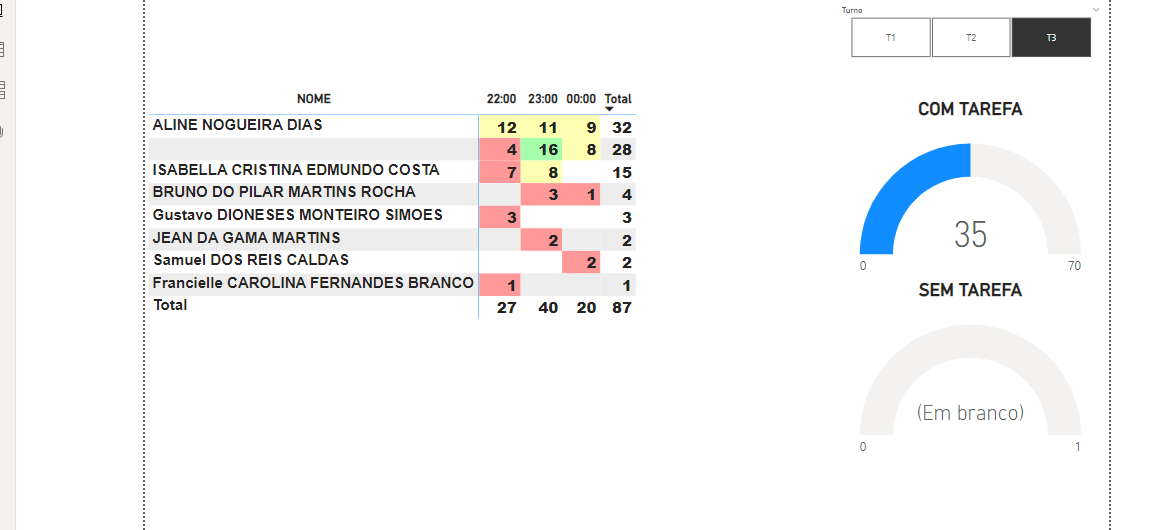 Turno
T1 T2 T3
NOME 22:00 23:00 00:00 Total
ALINE NOGUEIRA DIAS 12 11 9 32
4 16 8 28
ISABELLA CRISTINA EDMUNDO COSTA 7 8 15
BRUNO DO PILAR MARTINS ROCHA 3 1 4
Gustavo DIONESES MONTEIRO SIMOES 3 3
JEAN DA GAMA MARTINS 2 2
Samuel DOS REIS CALDAS 2 2
Francielle CAROLINA FERNANDES BRANCO 1 1
Total 27 40 20 87
COM TAREFA
35
0 70
SEM TAREFA
(Em branco)
0 1